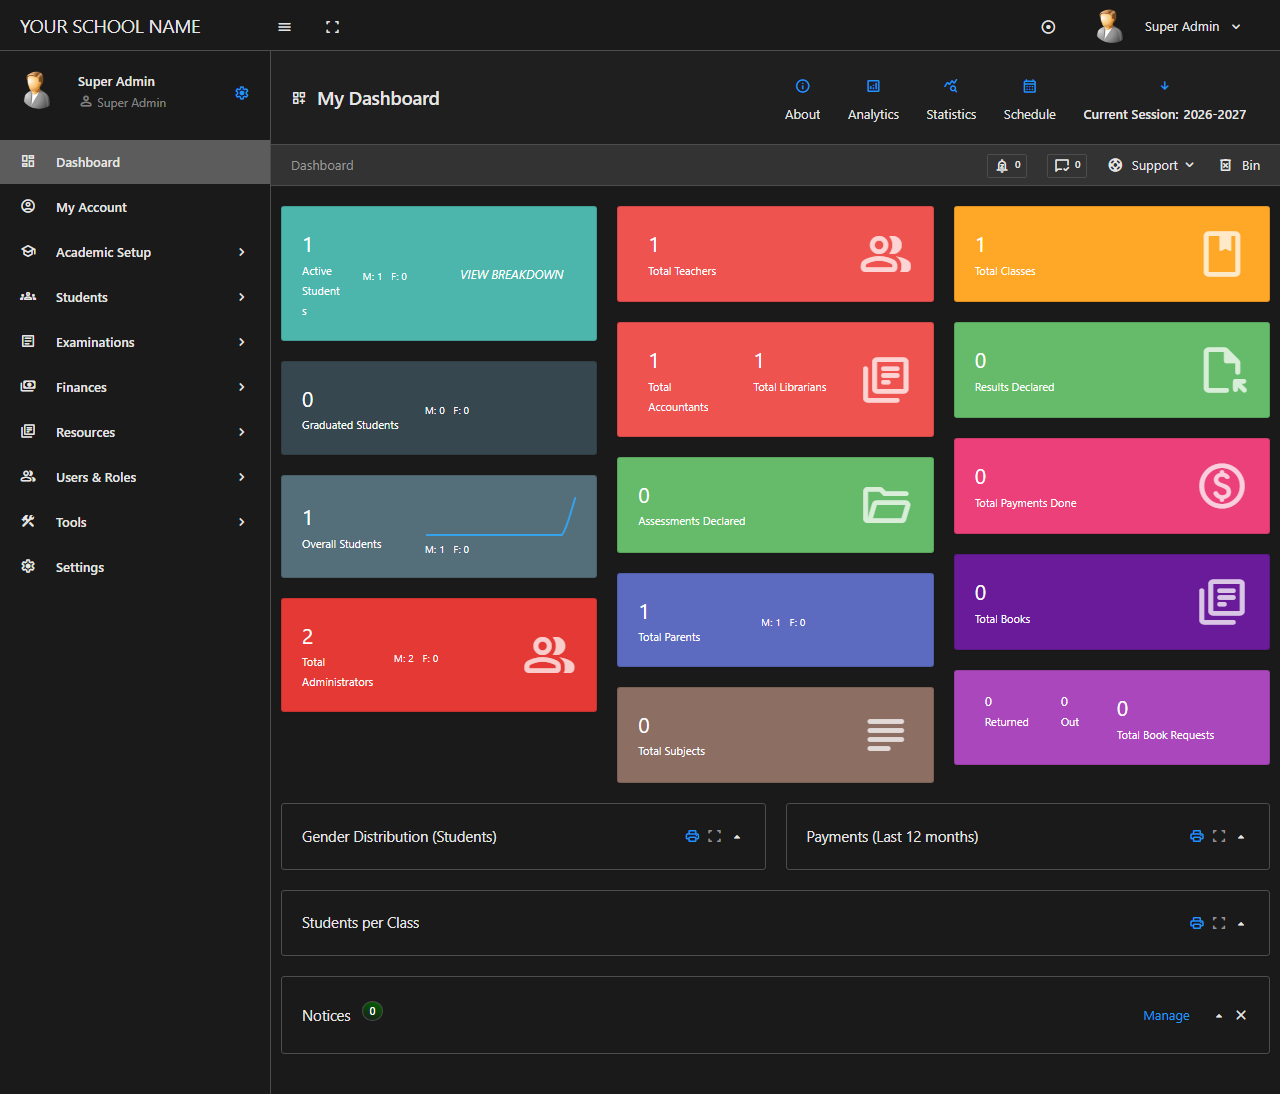 YOUR SCHOOL NAME
Super Admin
Super Admin
Super Admin
Dashboard
My Account
Academic Setup
Students
Examinations
Finances
Resources
Users & Roles
Tools
Settings
My Dashboard
About
Analytics
Statistics
Schedule
Current Session: 2026-2027
Dashboard
0
0
Support
Bin
1
Active
Student
s
M: 1 F: 0
VIEW BREAKDOWN
0
Graduated Students
M: 0 F: 0
1
Overall Students
M: 1 F: 0
2
Total
Administrators
M: 2 F: 0
1
Total Teachers
1
Total
Accountants
1
Total Librarians
0
Assessments Declared
1
Total Parents
M: 1 F: 0
0
Total Subjects
1
Total Classes
0
Results Declared
0
Total Payments Done
0
Total Books
0
Returned
0
Out
0
Total Book Requests
Gender Distribution (Students)
Payments (Last 12 months)
Students per Class
Notices 0
Manage